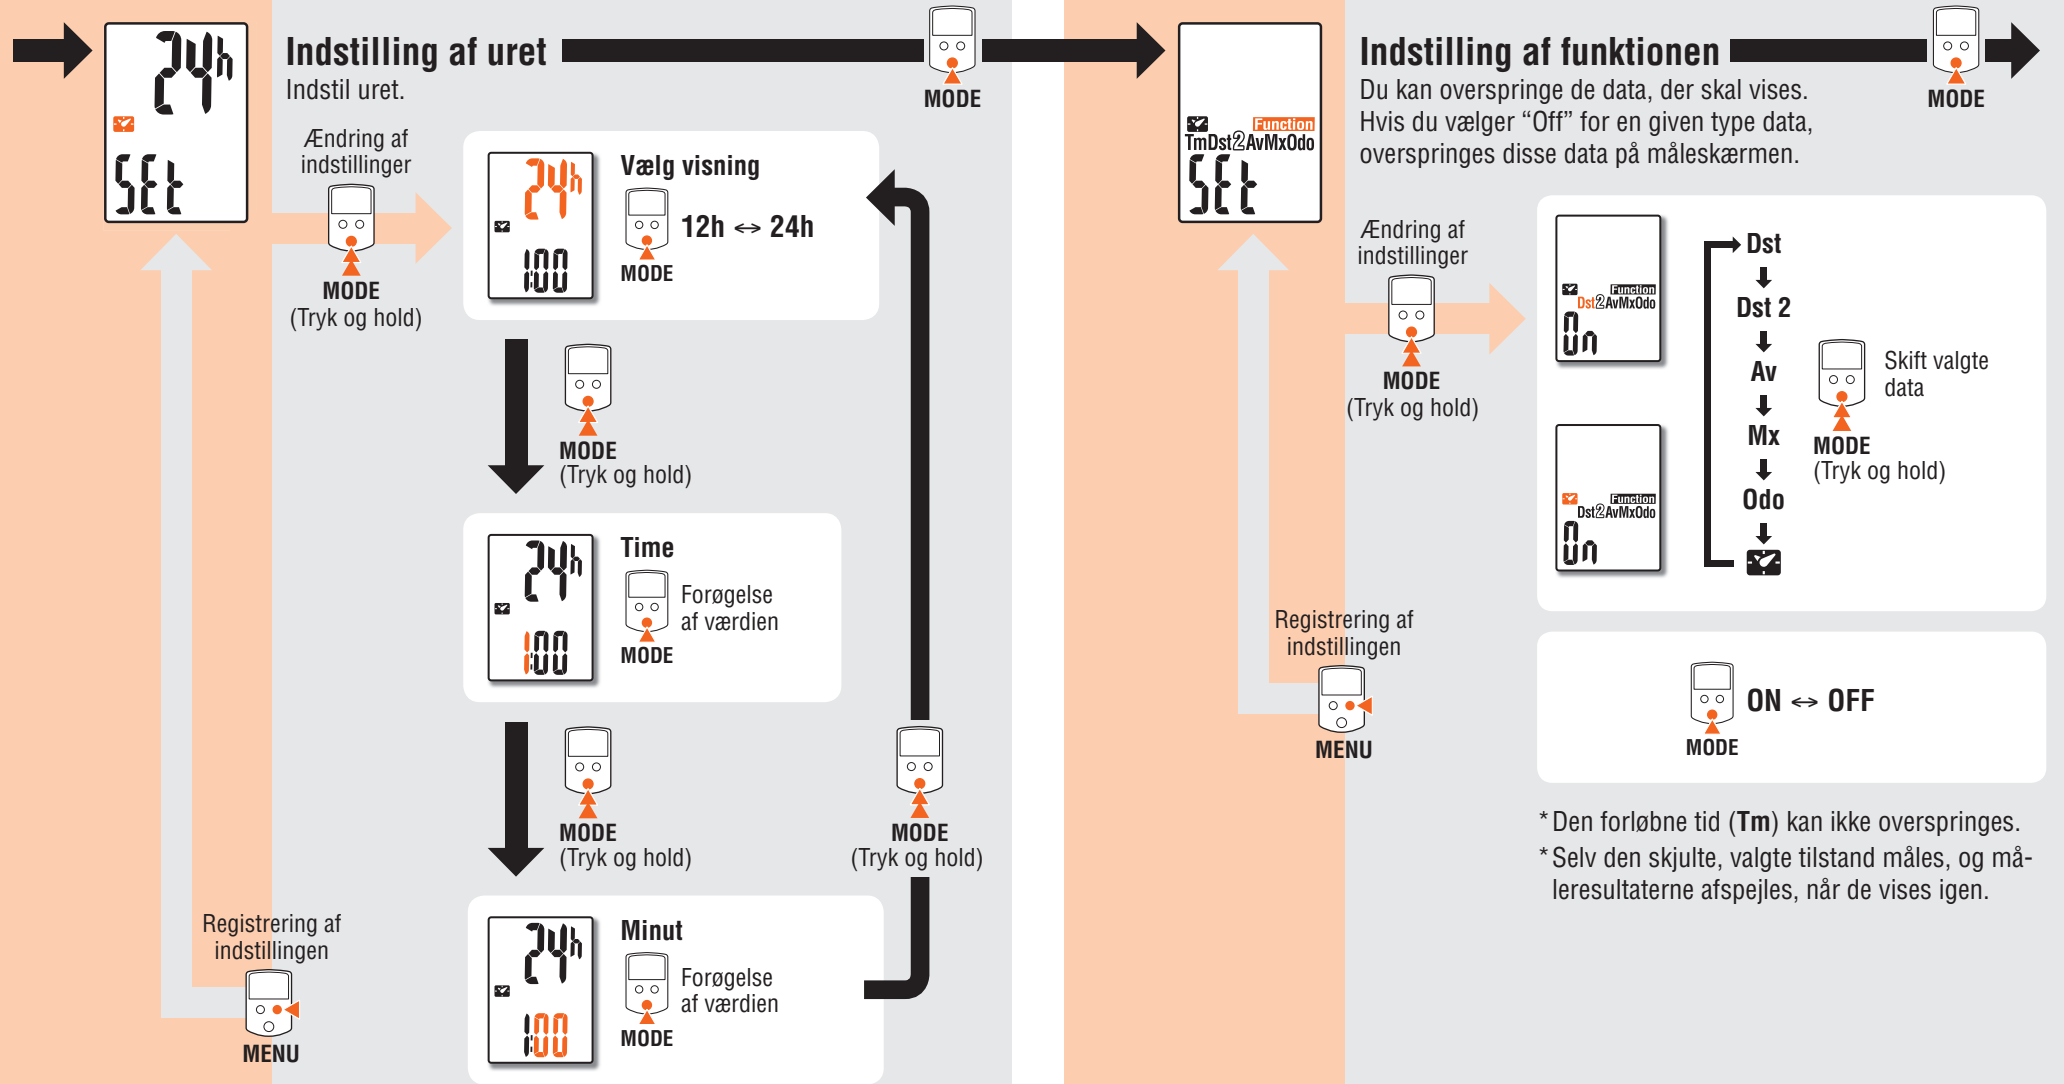 24h
SEt
Indstilling af uret
Indstil uret.
MODE
Ændring af
indstillinger
MODE
(Tryk og hold)
24h
1:00
Vælg visning
12h ↔ 24h
MODE
MODE
(Tryk og hold)
24h
1:00
Time
Forøgelse
af værdien
MODE
MODE
(Tryk og hold)
MODE
(Tryk og hold)
24h
1:00
Minut
Forøgelse
af værdien
MODE
Registrering af
indstillingen
MENU
Function
TmDst2AvMxOdo
SEt
Indstilling af funktionen
Du kan overspringe de data, der skal vises.
Hvis du vælger “Off” for en given type data,
overspringes disse data på måleskærmen.
MODE
Ændring af
indstillinger
MODE
(Tryk og hold)
Function
Dst2AvMxOdo
On
Function
Dst2AvMxOdo
On
Dst
Dst 2
Av
Mx
Odo
Skift valgte
data
MODE
(Tryk og hold)
Registrering af
indstillingen
MENU
ON ↔ OFF
MODE
* Den forløbne tid (Tm) kan ikke overspringes.
* Selv den skjulte, valgte tilstand måles, og må-
leresultaterne afspejles, når de vises igen.